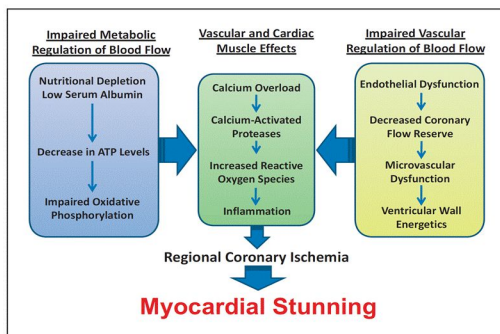 Impaired Metabolic
Regulation of Blood Flow
Nutritional Depletion
Low Serum Albumin
Decrease in ATP Levels
Impaired Oxidative
Phosphorylation
Vascular and Cardiac
Muscle Effects
Calcium Overload
Calcium-Activated
Proteases
Increased Reactive
Oxygen Species
Inflammation
Impaired Vascular
Regulation of Blood Flow
Endothelial Dysfunction
Decreased Coronary
Flow Reserve
Microvascular
Dysfunction
Ventricular Wall
Energetics
Regional Coronary Ischemia
Myocardial Stunning